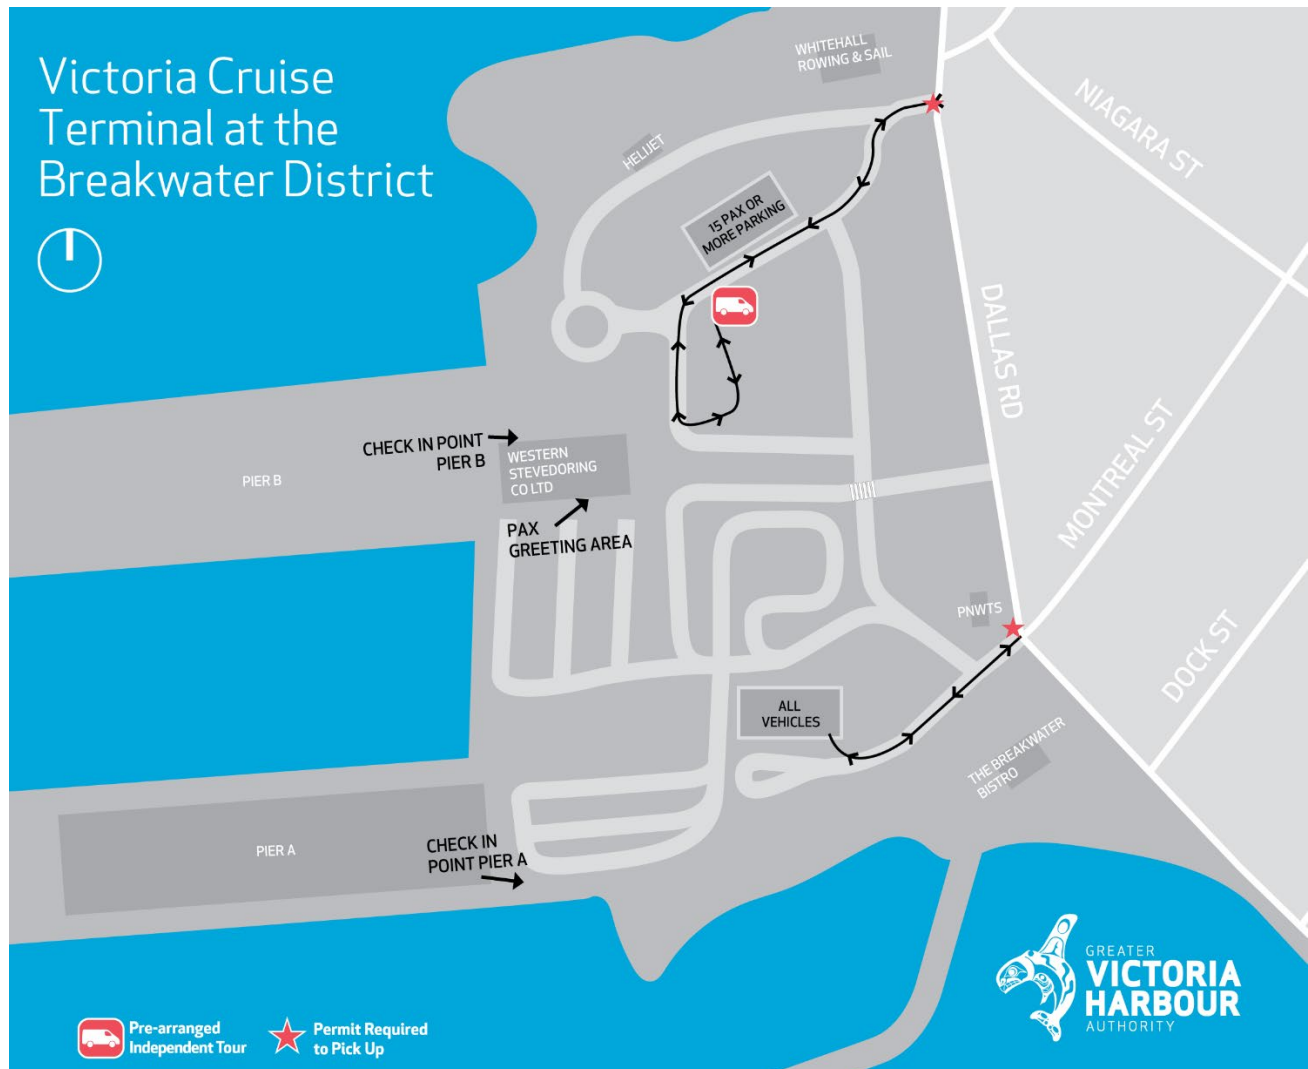 Victoria Cruise
Terminal at the
Breakwater District
WHITEHALL
ROWING & SAIL
NIAGARA ST
HELIJET
15 PAX OR
MORE PARKING
DALLAS RD
MONTREAL ST
CHECK IN POINT
PIER B
WESTERN
STEVEDORING
CO LTD
PIER B
PAX
GREETING AREA
PNWTS
DOCK ST
ALL
VEHICLES
THE BREAKWATER
BISTRO
PIER A
CHECK IN
POINT PIER A
Pre-arranged
Independent Tour
Permit Required
to Pick Up
GREATER
VICTORIA
HARBOUR
AUTHORITY